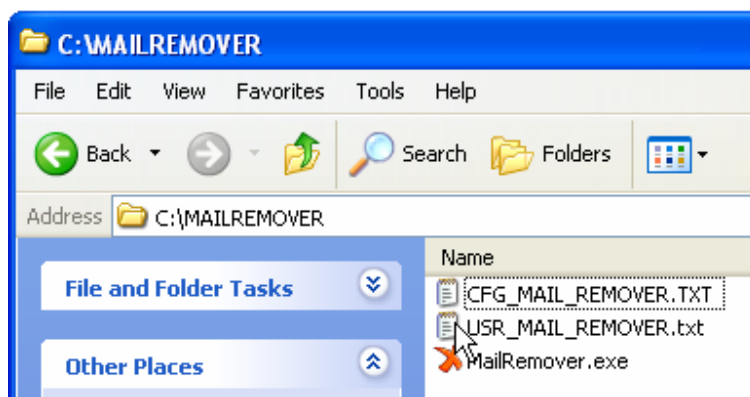 C:\MAILREMOVER
File Edit View Favorites Tools Help
Back Search Folders
Address C:\MAILREMOVER
Name
File and Folder Tasks
CFG_MAIL_REMOVER.TXT
USR_MAIL_REMOVER.txt
MailRemover.exe
Other Places